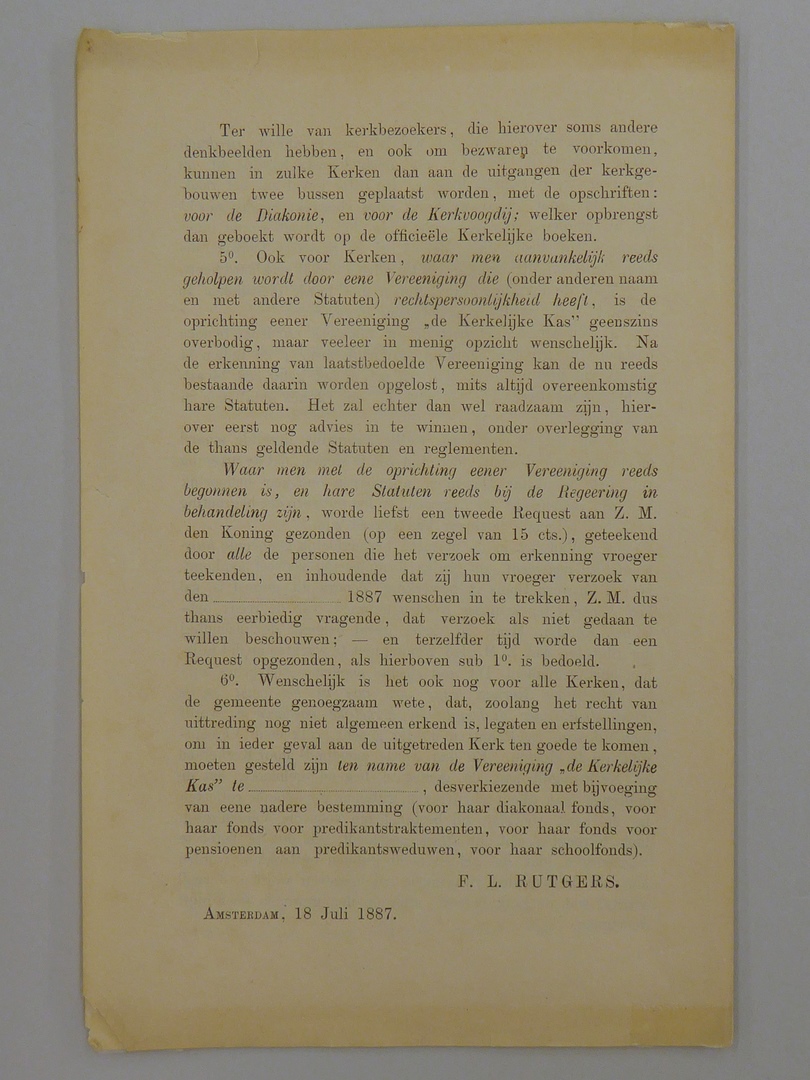 Ter wille van kerkbezoekers, die hierover soms andere
denkbeelden hebben, en ook om bezwaren te voorkomen,
kunnen in zulke Kerken dan aan de uitgangen der kerkge-
bouwen twee bussen geplaatst worden, met de opschriften:
voor de Diakonie, en voor de Kerkvoogdij; welker opbrengst
dan geboekt wordt op de officieële Kerkelijke boeken.
5⁰. Ook voor Kerken, waar men aanvankelijk reeds
geholpen wordt door eene Vereeniging die (onder anderen naam
en met andere Statuten) rechtspersoonlijkheid heeft, is de
oprichting eener Vereeniging „de Kerkelijke Kas” geenszins
overbodig, maar veeleer in menig opzicht wenschelijk. Na
de erkenning van laatstbedoelde Vereeniging kan de nu reeds
bestaande daarin worden opgelost, mits altijd overeenkomstig
hare Statuten. Het zal echter dan wel raadzaam zijn, hier-
over eerst nog advies in te winnen, onder overlegging van
de thans geldende Statuten en reglementen.
Waar men met de oprichting eener Vereeniging reeds
begonnen is, en hare Statuten reeds bij de Regeering in
behandeling zijn, worde liefst een tweede Request aan Z. M.
den Koning gezonden (op een zegel van 15 cts.), geteekend
door alle de personen die het verzoek om erkenning vroeger
teekenden, en inhoudende dat zij hun vroeger verzoek van
den ........................ 1887 wenschen in te trekken, Z. M. dus
thans eerbiedig vragende, dat verzoek als niet gedaan te
willen beschouwen; — en terzelfder tijd worde dan een
Request opgezonden, als hierboven sub 1⁰. is bedoeld.
6⁰. Wenschelijk is het ook nog voor alle Kerken, dat
de gemeente genoegzaam wete, dat, zoolang het recht van
uittreding nog niet algemeen erkend is, legaten en erfstellingen,
om in ieder geval aan de uitgetreden Kerk ten goede te komen,
moeten gesteld zijn ten name van de Vereeniging „de Kerkelijke
Kas” te ................................, desverkiezende met bijvoeging
van eene nadere bestemming (voor haar diakonaal fonds, voor
haar fonds voor predikantstraktementen, voor haar fonds voor
pensioenen aan predikantsweduwen, voor haar schoolfonds).
F. L. RUTGERS.
Amsterdam, 18 Juli 1887.